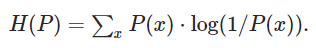 H(P) = ∑ₓ P(x) · log(1/P(x)).